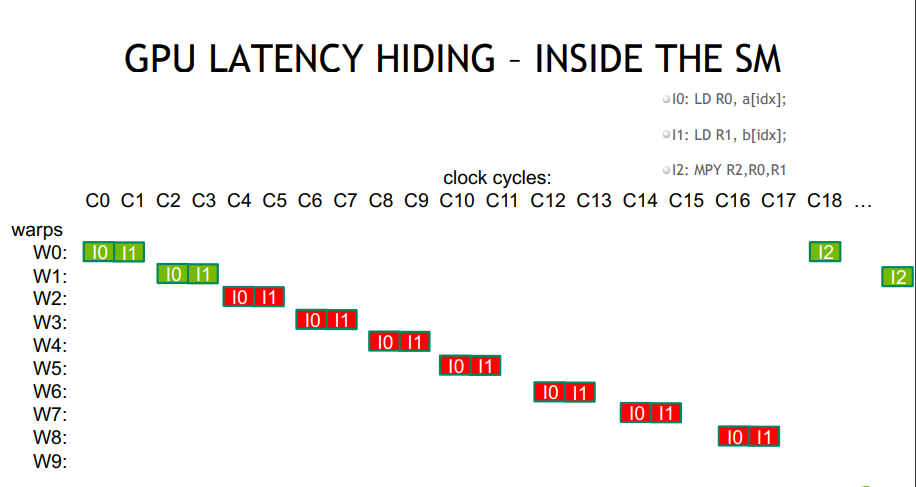 GPU LATENCY HIDING – INSIDE THE SM
I0: LD R0, a[idx];
I1: LD R1, b[idx];
I2: MPY R2,R0,R1
clock cycles:
C0 C1 C2 C3 C4 C5 C6 C7 C8 C9 C10 C11 C12 C13 C14 C15 C16 C17 C18 …
warps
W0: I0 I1 I2
W1: I0 I1 I2
W2: I0 I1
W3: I0 I1
W4: I0 I1
W5: I0 I1
W6: I0 I1
W7: I0 I1
W8: I0 I1
W9: